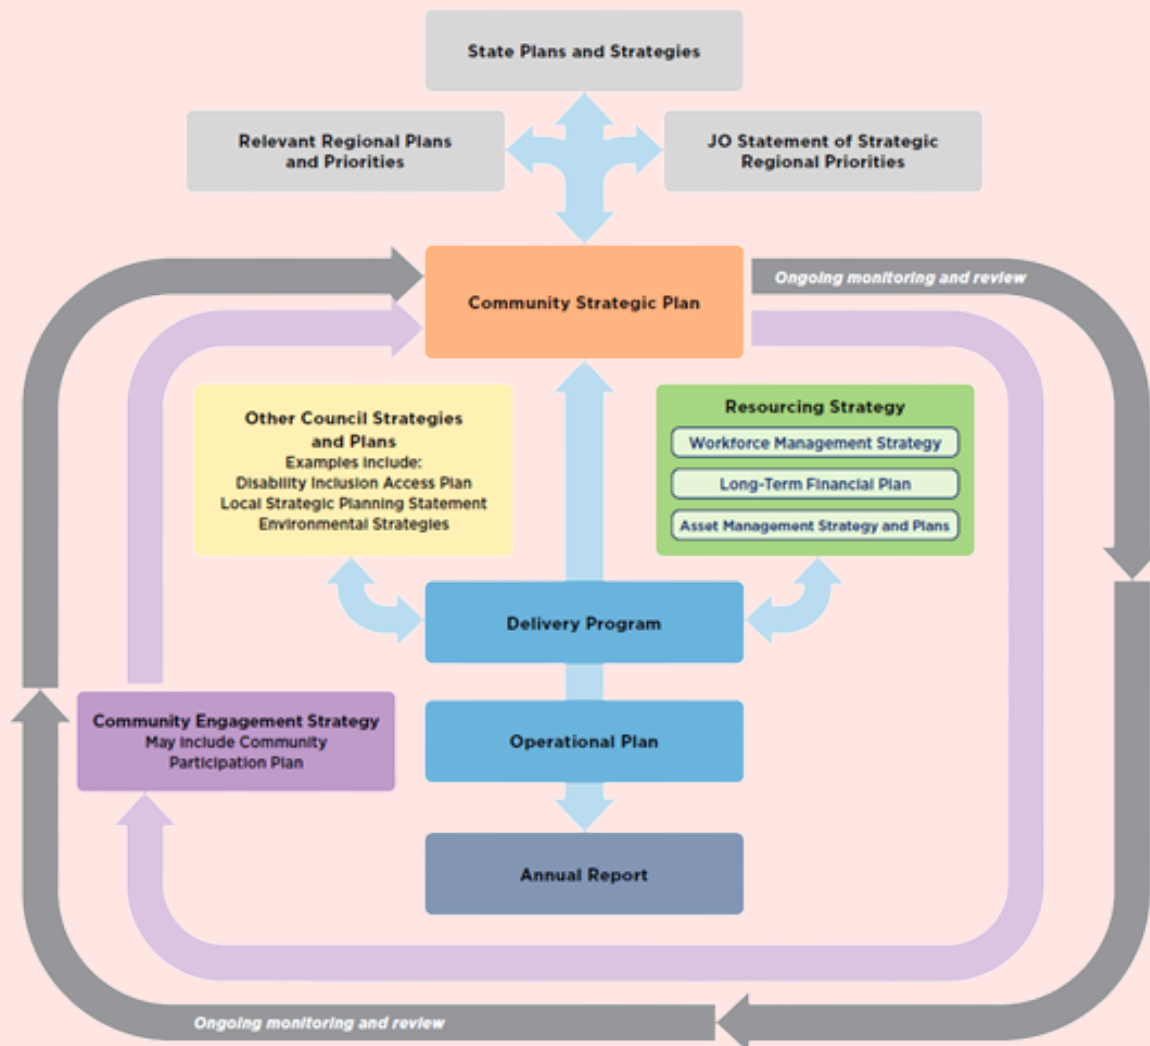 State Plans and Strategies
Relevant Regional Plans
and Priorities
JO Statement of Strategic
Regional Priorities
Community Strategic Plan
Ongoing monitoring and review
Other Council Strategies
and Plans
Examples include:
Disability Inclusion Access Plan
Local Strategic Planning Statement
Environmental Strategies
Resourcing Strategy
Workforce Management Strategy
Long-Term Financial Plan
Asset Management Strategy and Plans
Delivery Program
Community Engagement Strategy
May include Community
Participation Plan
Operational Plan
Annual Report
Ongoing monitoring and review